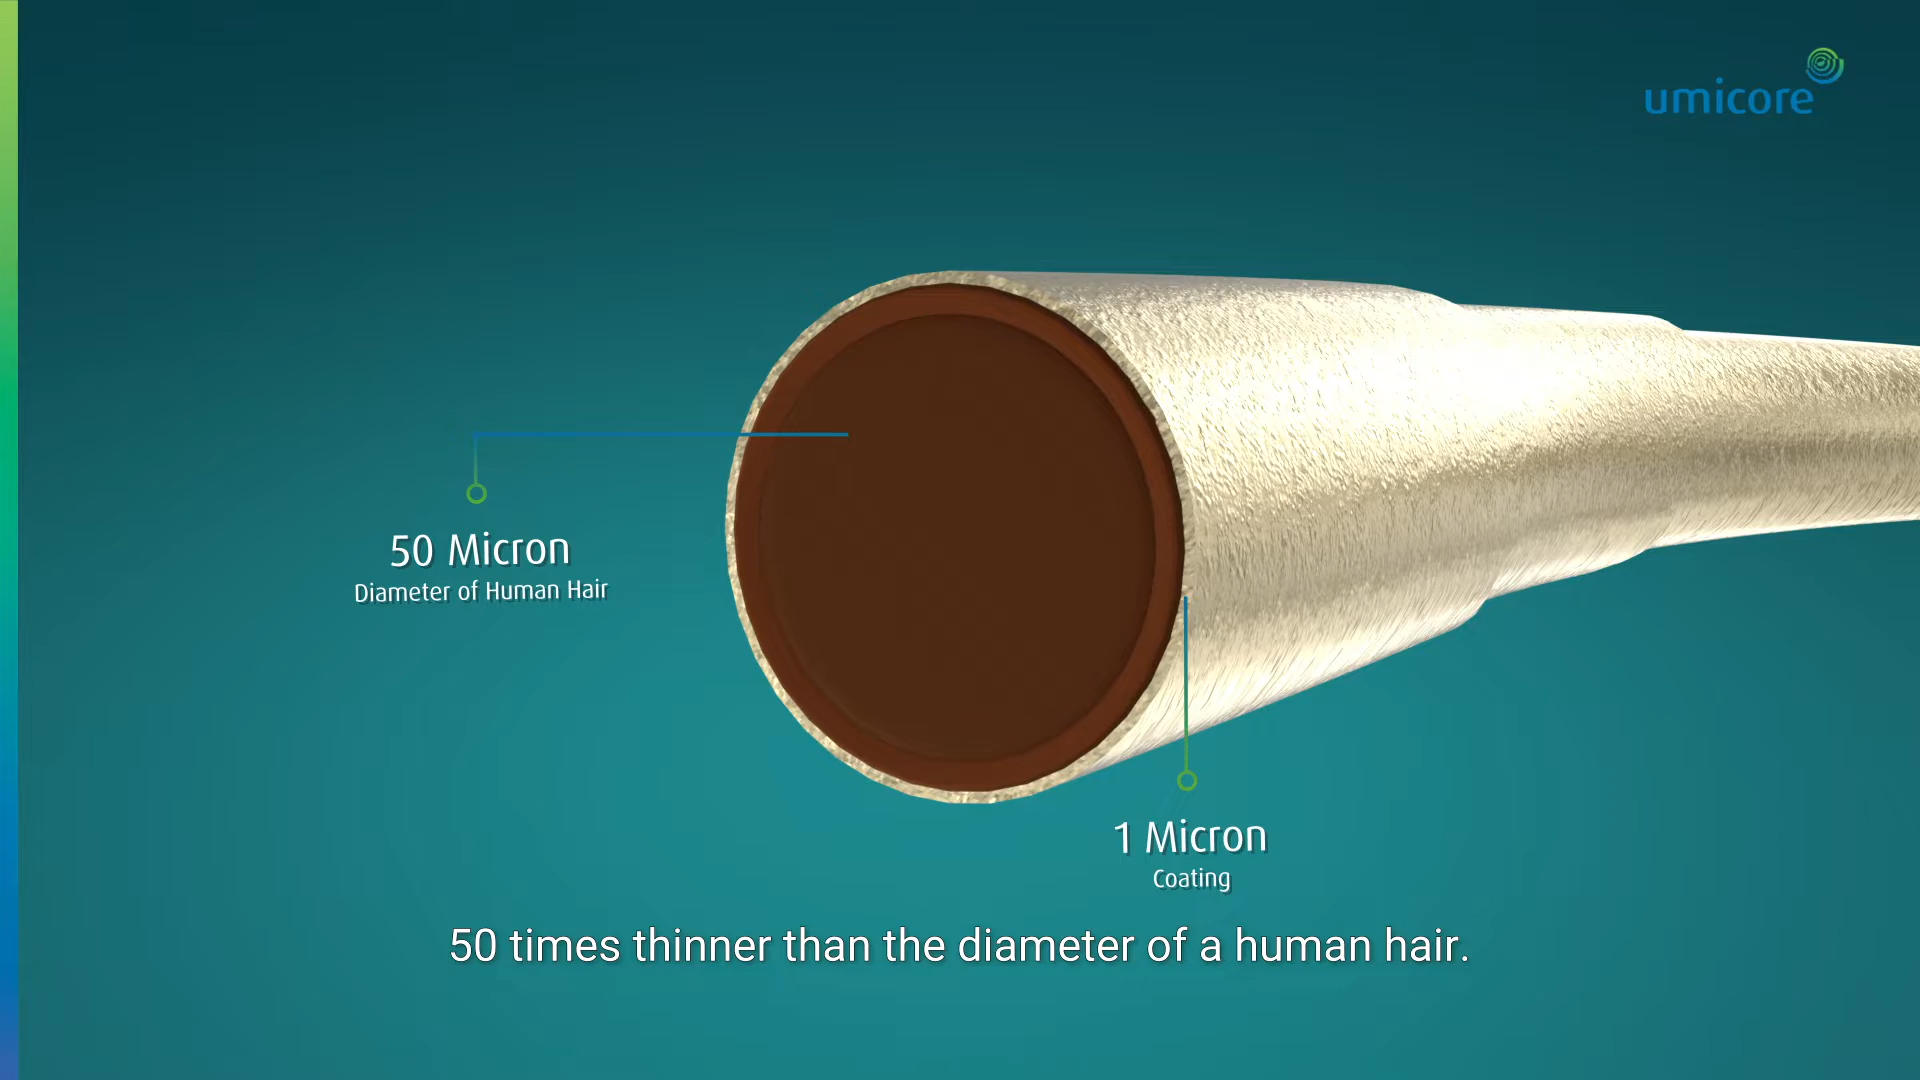 umicore
50 Micron
Diameter of Human Hair
1 Micron
Coating
50 times thinner than the diameter of a human hair.